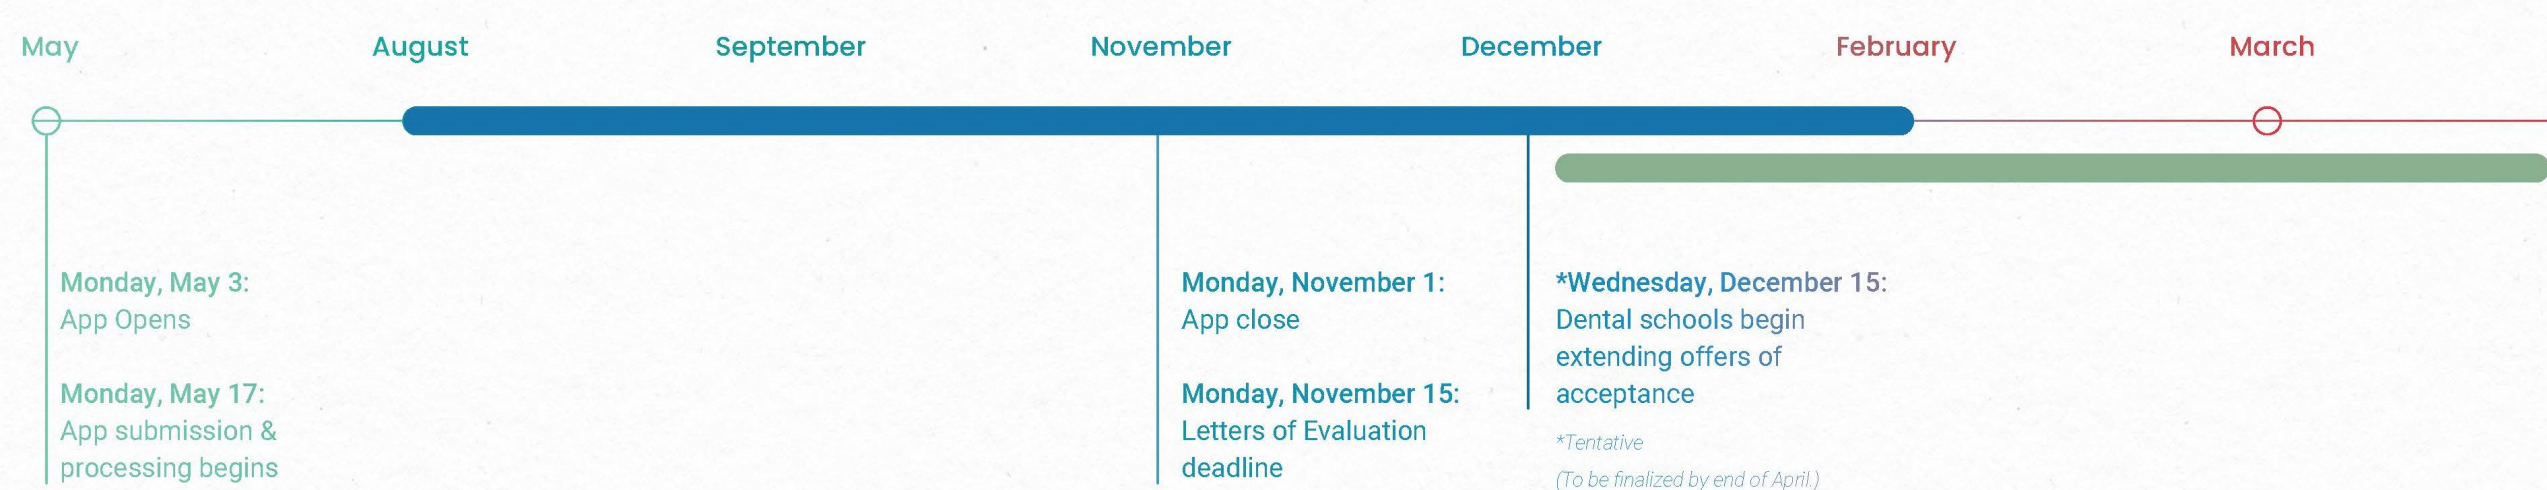 May
August
September
November
December
February
March
Monday, May 3:
App Opens
Monday, May 17:
App submission &
processing begins
Monday, November 1:
App close
Monday, November 15:
Letters of Evaluation
deadline
*Wednesday, December 15:
Dental schools begin
extending offers of
acceptance
*Tentative
(To be finalized by end of April.)